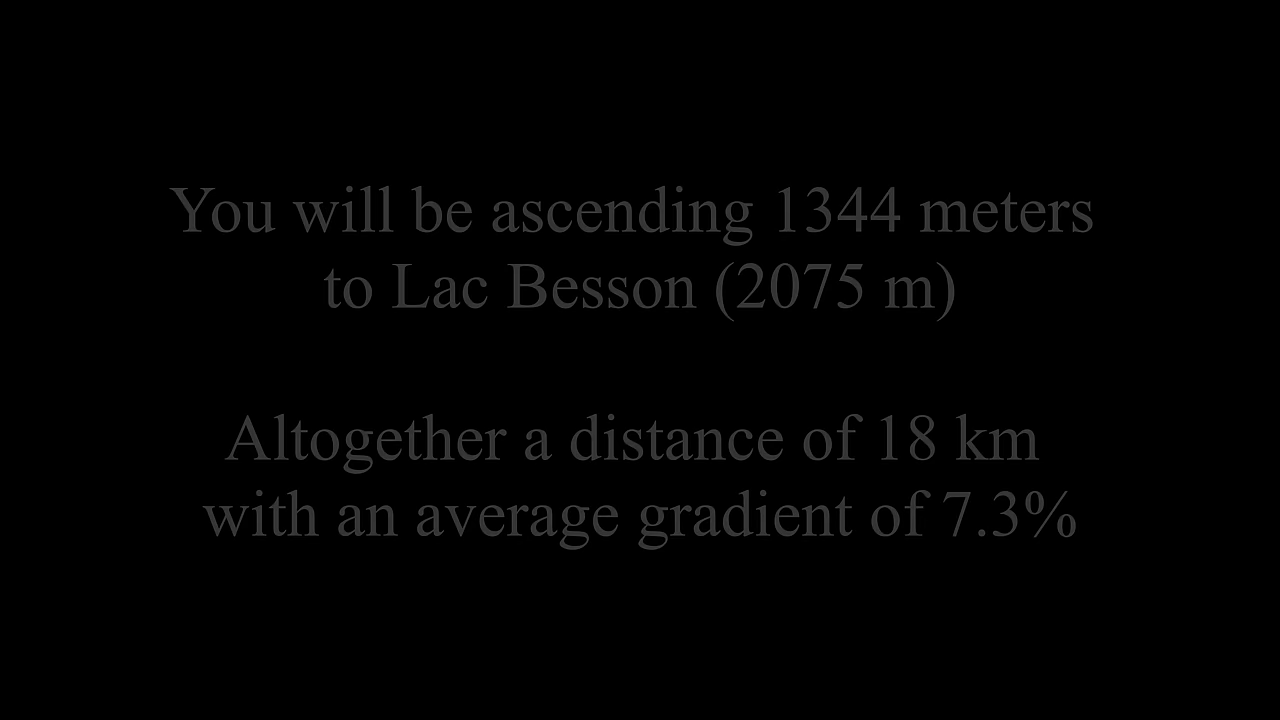 You will be ascending 1344 meters
to Lac Besson (2075 m)
Altogether a distance of 18 km
with an average gradient of 7.3%